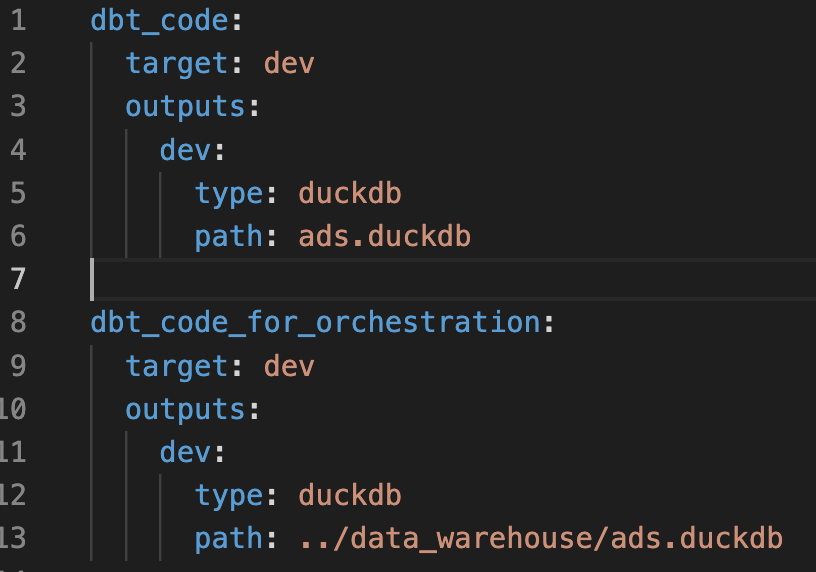 1 dbt_code:
2 target: dev
3 outputs:
4 dev:
5 type: duckdb
6 path: ads.duckdb
7
8 dbt_code_for_orchestration:
9 target: dev
10 outputs:
11 dev:
12 type: duckdb
13 path: ../data_warehouse/ads.duckdb